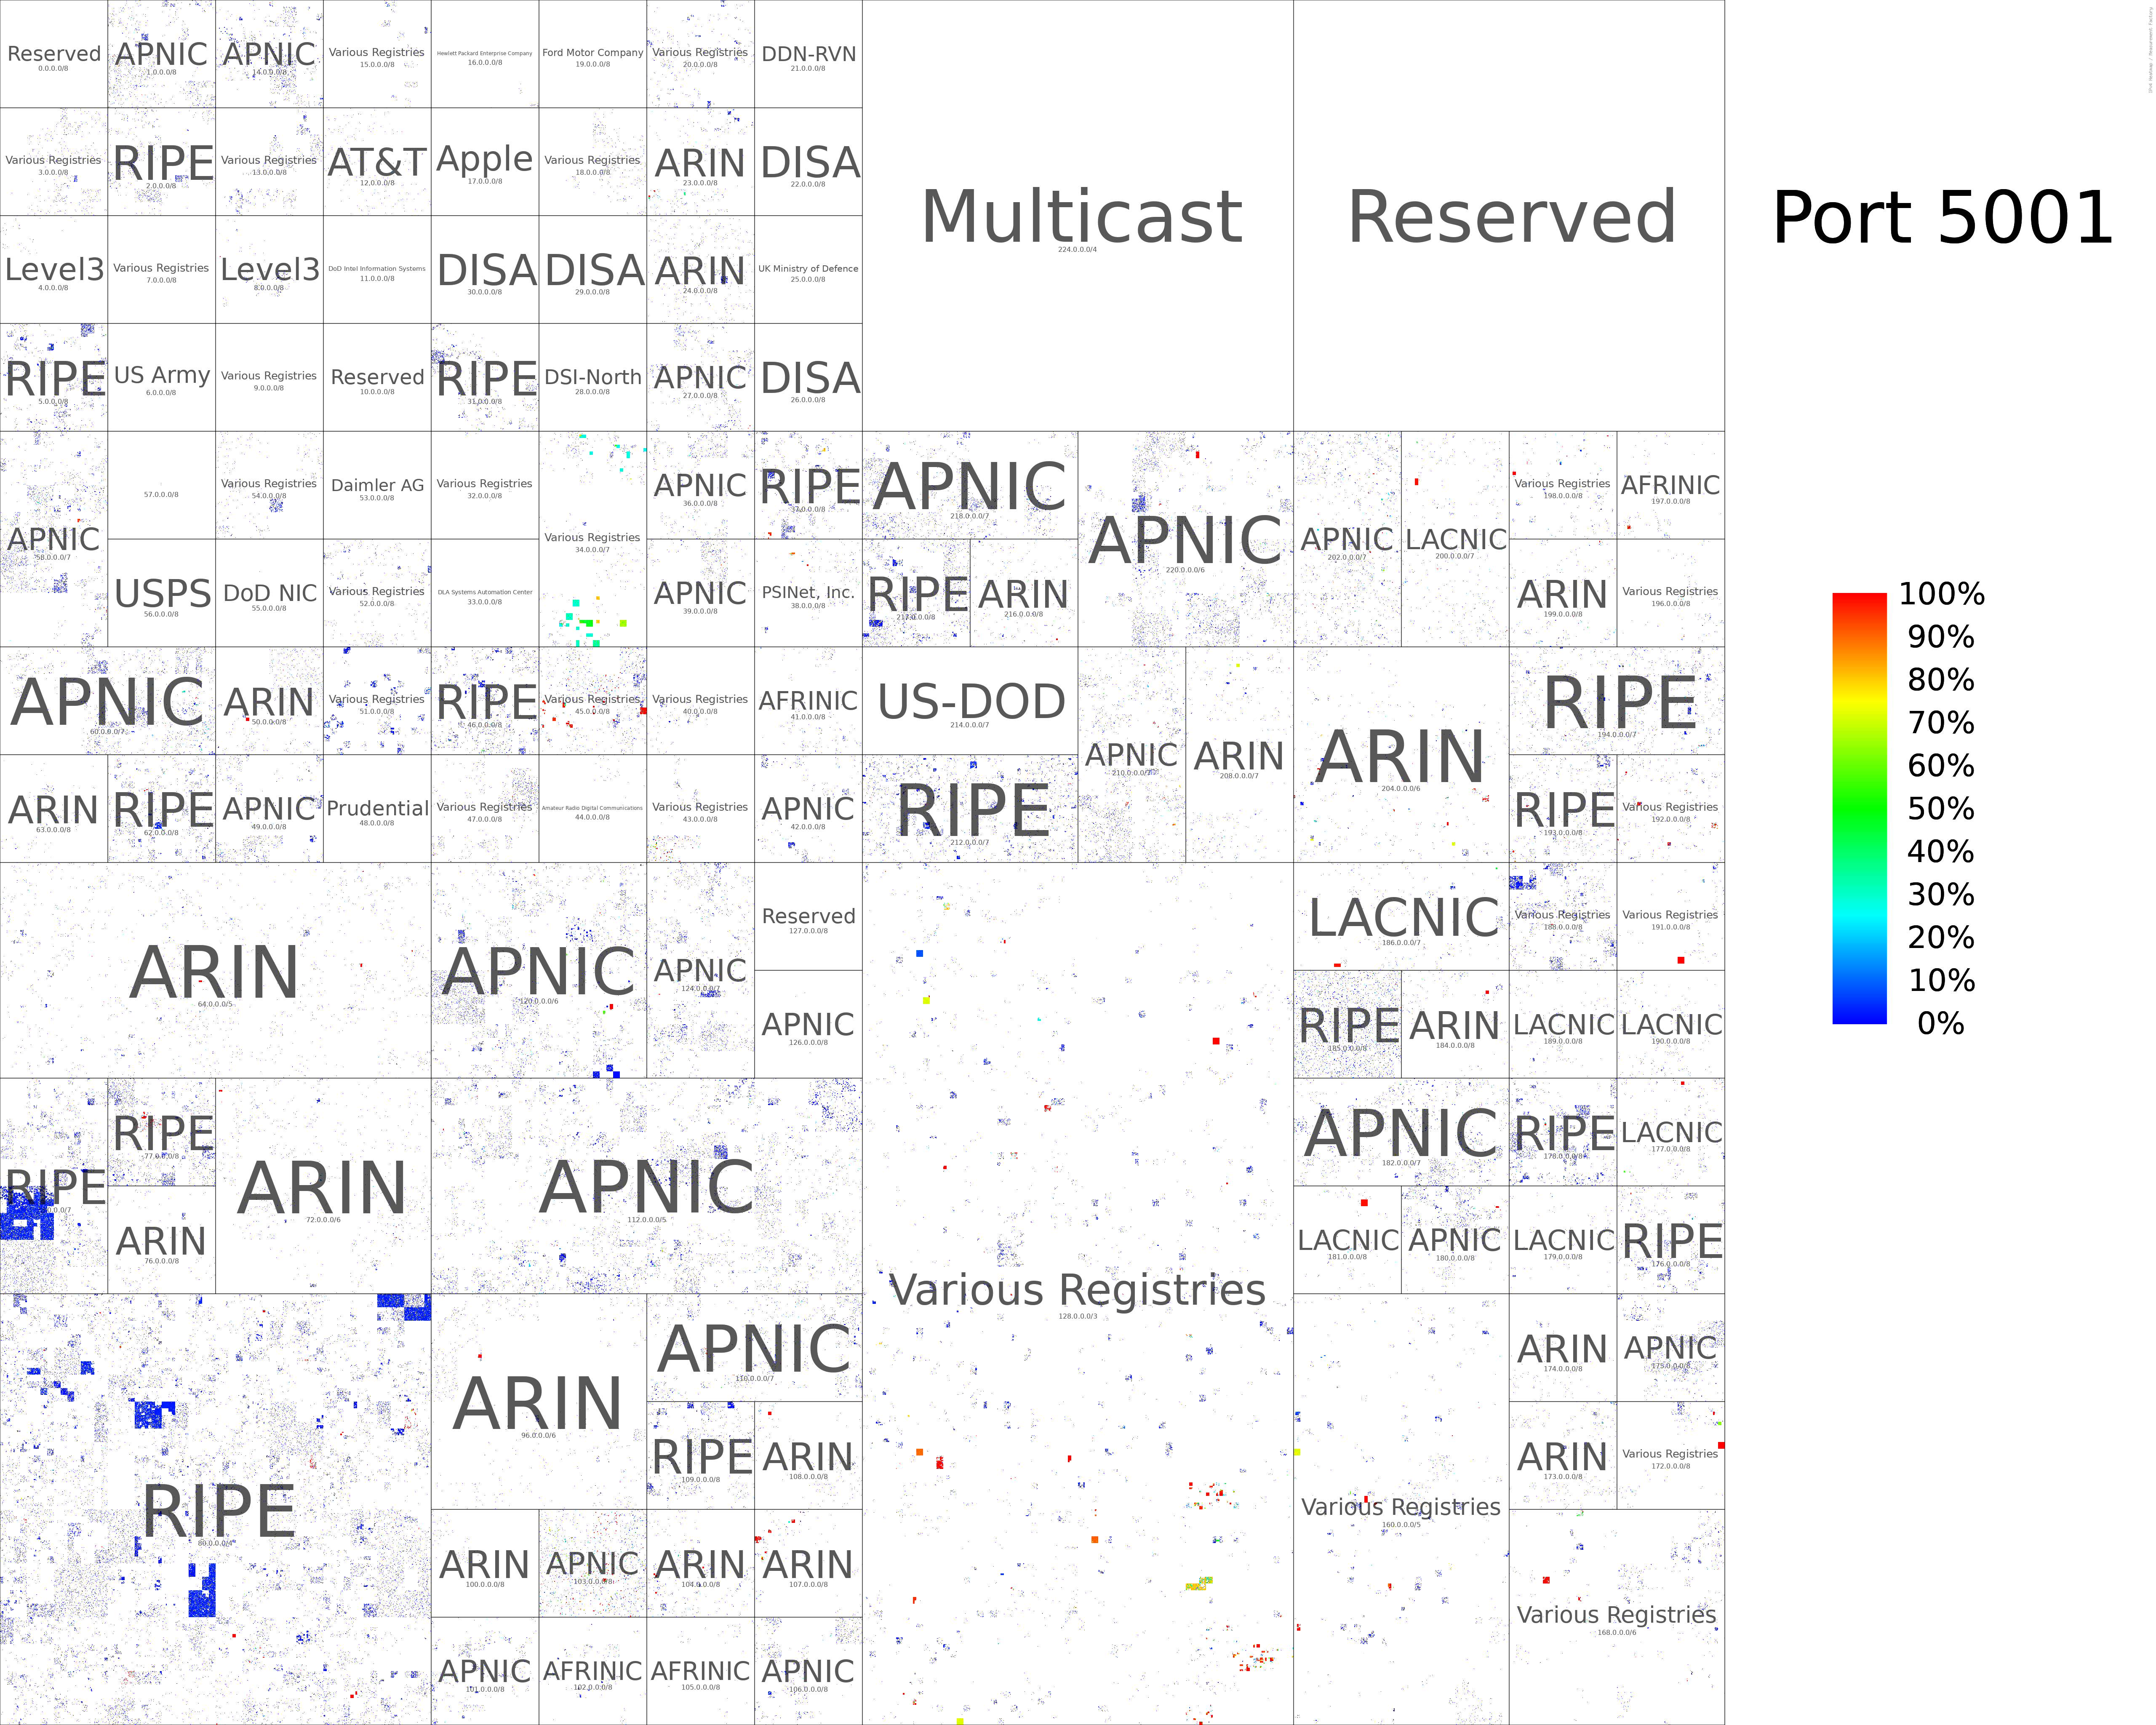 Reserved
0.0.0.0/8
APNIC
1.0.0.0/8
APNIC
14.0.0.0/8
Various Registries
15.0.0.0/8
Hewlett Packard Enterprise Company
16.0.0.0/8
Ford Motor Company
19.0.0.0/8
Various Registries
20.0.0.0/8
DDN-RVN
21.0.0.0/8
Various Registries
3.0.0.0/8
RIPE
2.0.0.0/8
Various Registries
13.0.0.0/8
AT&T
12.0.0.0/8
Apple
17.0.0.0/8
Various Registries
18.0.0.0/8
ARIN
23.0.0.0/8
DISA
22.0.0.0/8
Multicast
224.0.0.0/4
Reserved
Port 5001
Level3
4.0.0.0/8
Various Registries
7.0.0.0/8
Level3
8.0.0.0/8
DoD Intel Information Systems
11.0.0.0/8
DISA
30.0.0.0/8
DISA
29.0.0.0/8
ARIN
24.0.0.0/8
UK Ministry of Defence
25.0.0.0/8
RIPE
5.0.0.0/8
US Army
6.0.0.0/8
Various Registries
9.0.0.0/8
Reserved
10.0.0.0/8
RIPE
31.0.0.0/8
DSI-North
28.0.0.0/8
APNIC
27.0.0.0/8
DISA
26.0.0.0/8
APNIC
58.0.0.0/7
57.0.0.0/8
Various Registries
54.0.0.0/8
Daimler AG
53.0.0.0/8
Various Registries
32.0.0.0/8
Various Registries
34.0.0.0/7
APNIC
36.0.0.0/8
RIPE
37.0.0.0/8
APNIC
218.0.0.0/7
APNIC
220.0.0.0/6
APNIC
202.0.0.0/7
LACNIC
200.0.0.0/7
Various Registries
198.0.0.0/8
AFRINIC
197.0.0.0/8
USPS
56.0.0.0/8
DoD NIC
55.0.0.0/8
Various Registries
52.0.0.0/8
DLA Systems Automation Center
33.0.0.0/8
APNIC
39.0.0.0/8
PSINet, Inc.
38.0.0.0/8
RIPE
217.0.0.0/8
ARIN
216.0.0.0/8
ARIN
199.0.0.0/8
Various Registries
196.0.0.0/8
APNIC
60.0.0.0/7
ARIN
50.0.0.0/8
Various Registries
51.0.0.0/8
RIPE
46.0.0.0/8
Various Registries
45.0.0.0/8
Various Registries
40.0.0.0/8
AFRINIC
41.0.0.0/8
US-DOD
214.0.0.0/7
APNIC
210.0.0.0/7
ARIN
208.0.0.0/7
ARIN
204.0.0.0/6
RIPE
194.0.0.0/7
ARIN
63.0.0.0/8
RIPE
62.0.0.0/8
APNIC
49.0.0.0/8
Prudential
48.0.0.0/8
Various Registries
47.0.0.0/8
Amateur Radio Digital Communications
44.0.0.0/8
Various Registries
43.0.0.0/8
APNIC
42.0.0.0/8
RIPE
212.0.0.0/7
RIPE
193.0.0.0/8
Various Registries
192.0.0.0/8
100%
90%
80%
70%
60%
50%
40%
30%
20%
10%
0%
ARIN
64.0.0.0/5
APNIC
120.0.0.0/6
APNIC
124.0.0.0/7
Reserved
127.0.0.0/8
APNIC
126.0.0.0/8
LACNIC
186.0.0.0/7
Various Registries
188.0.0.0/8
Various Registries
191.0.0.0/8
RIPE
185.0.0.0/8
ARIN
184.0.0.0/8
LACNIC
189.0.0.0/8
LACNIC
190.0.0.0/8
RIPE
RIPE
77.0.0.0/8
ARIN
76.0.0.0/8
ARIN
72.0.0.0/6
APNIC
112.0.0.0/5
Various Registries
128.0.0.0/3
APNIC
182.0.0.0/7
RIPE
178.0.0.0/8
LACNIC
177.0.0.0/8
LACNIC
181.0.0.0/8
APNIC
180.0.0.0/8
LACNIC
179.0.0.0/8
RIPE
176.0.0.0/8
RIPE
80.0.0.0/4
ARIN
96.0.0.0/6
APNIC
110.0.0.0/7
RIPE
109.0.0.0/8
ARIN
108.0.0.0/8
Various Registries
160.0.0.0/5
ARIN
174.0.0.0/8
APNIC
175.0.0.0/8
ARIN
173.0.0.0/8
Various Registries
172.0.0.0/8
ARIN
100.0.0.0/8
APNIC
103.0.0.0/8
ARIN
104.0.0.0/8
ARIN
107.0.0.0/8
Various Registries
168.0.0.0/6
APNIC
101.0.0.0/8
AFRINIC
102.0.0.0/8
AFRINIC
105.0.0.0/8
APNIC
106.0.0.0/8